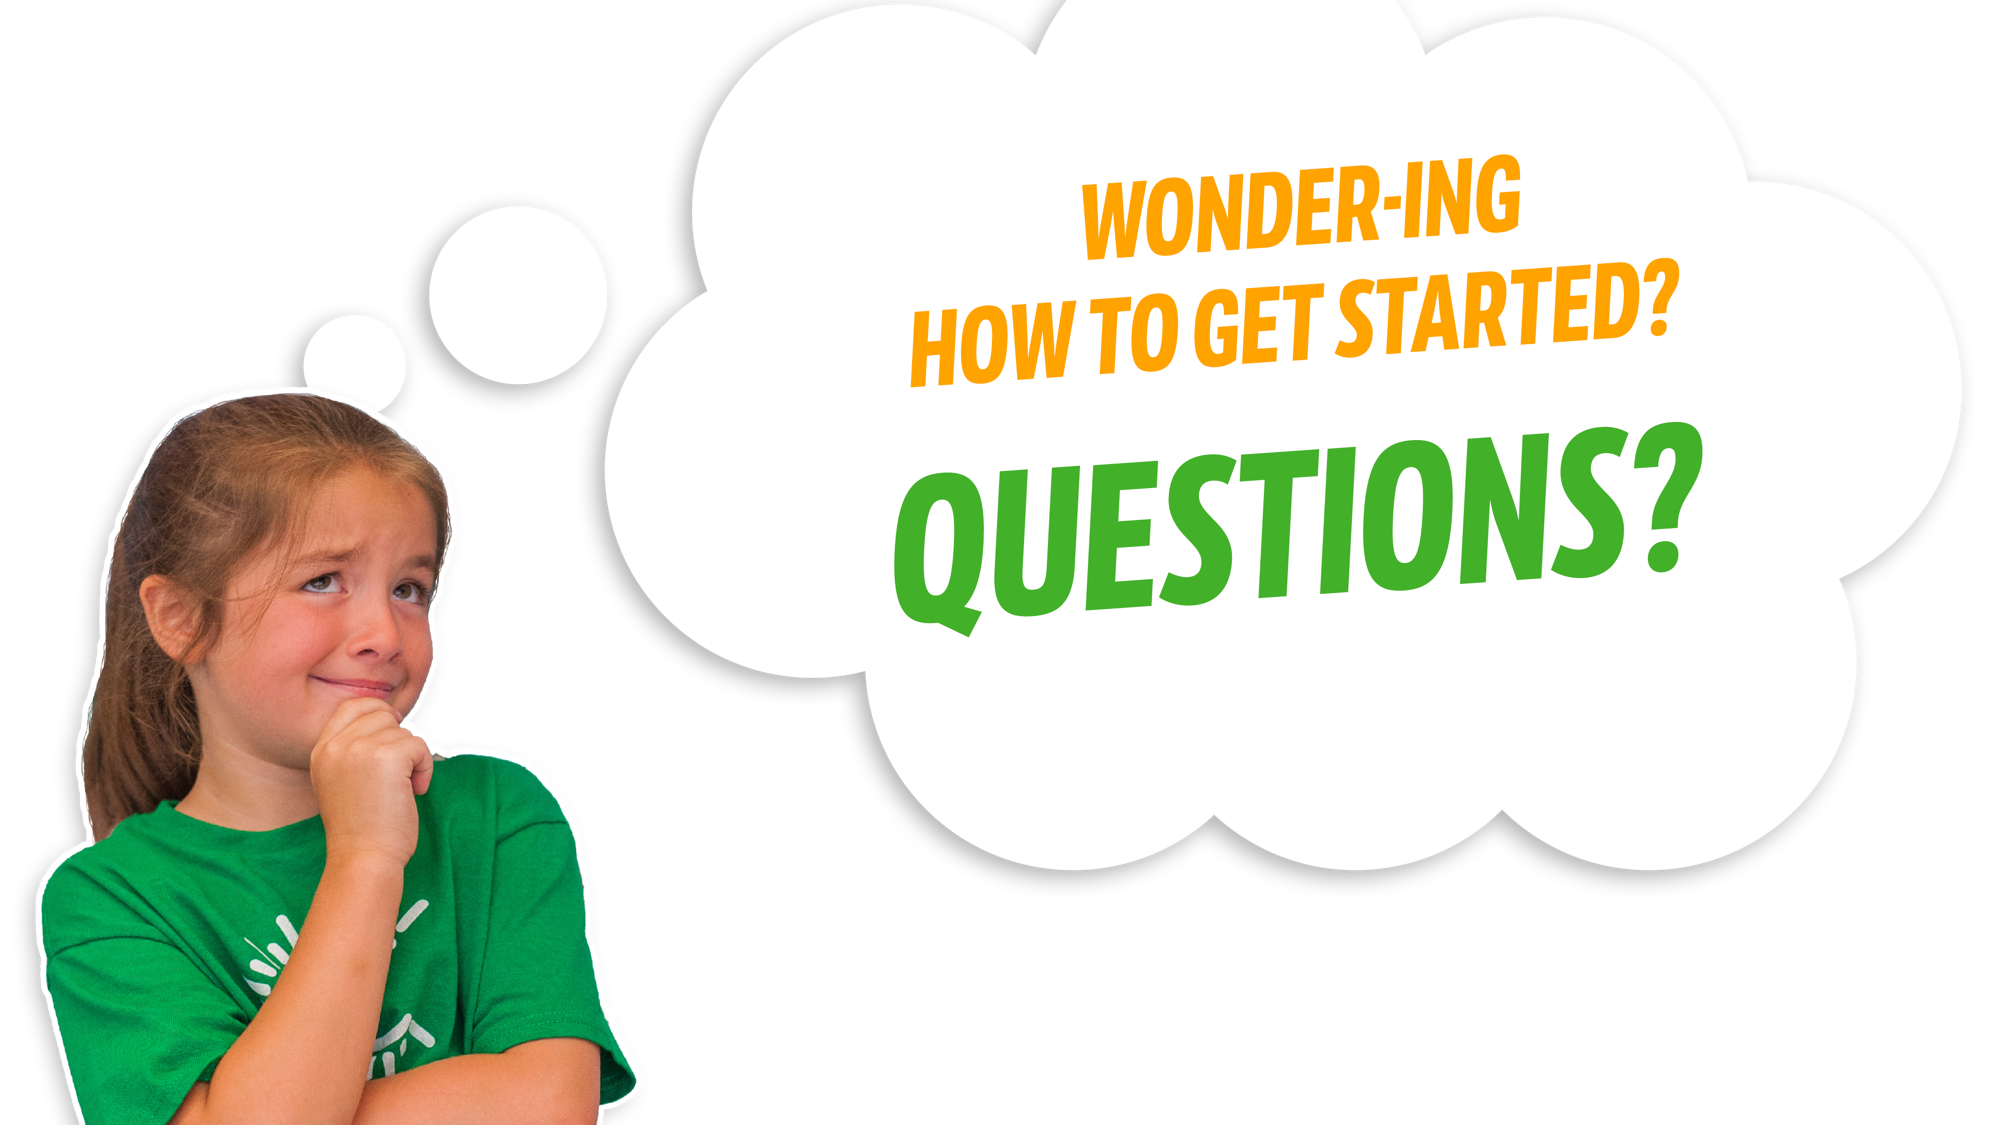 WONDER-ING
HOW TO GET STARTED?
QUESTIONS?